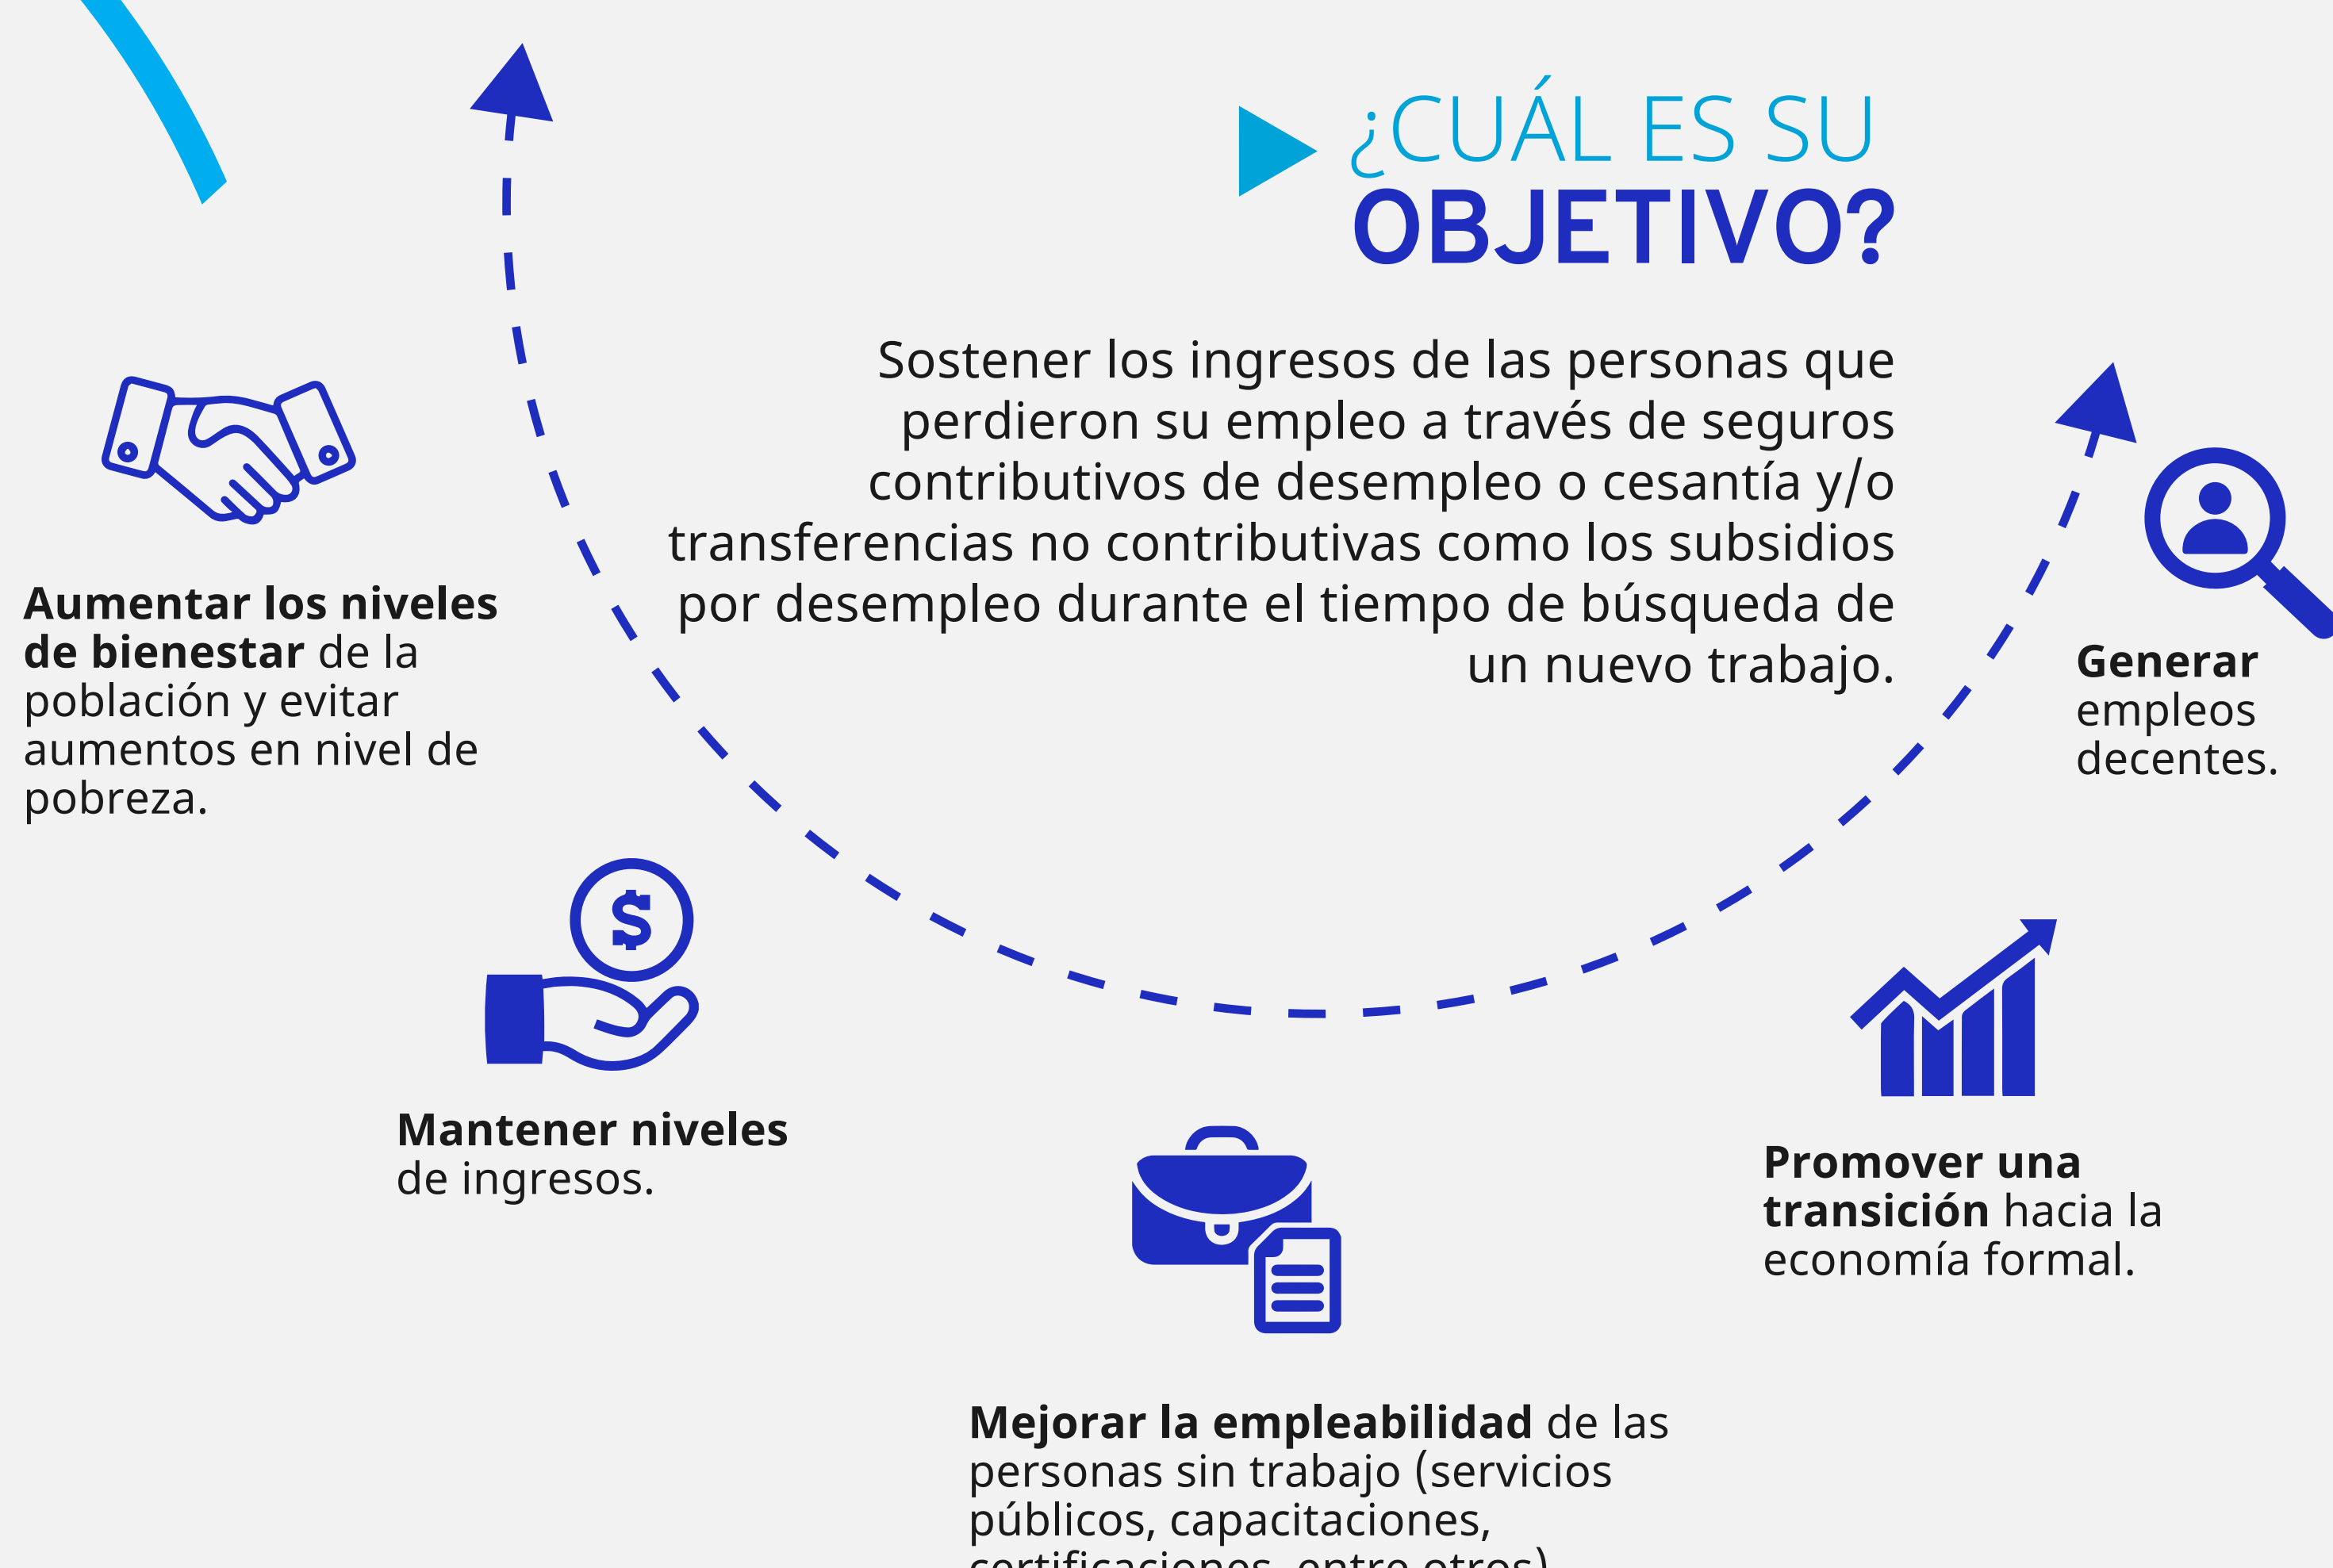 ¿CUÁL ES SU
OBJETIVO?
Sostener los ingresos de las personas que
perdieron su empleo a través de seguros
contributivos de desempleo o cesantía y/o
transferencias no contributivas como los subsidios
por desempleo durante el tiempo de búsqueda de
un nuevo trabajo.
Aumentar los niveles
de bienestar de la
población y evitar
aumentos en nivel de
pobreza.
$
Mantener niveles
de ingresos.
Mejorar la empleabilidad de las
personas sin trabajo (servicios
públicos, capacitaciones,
certificaciones, entre otros)
Promover una
transición hacia la
economía formal.
Generar
empleos
decentes.